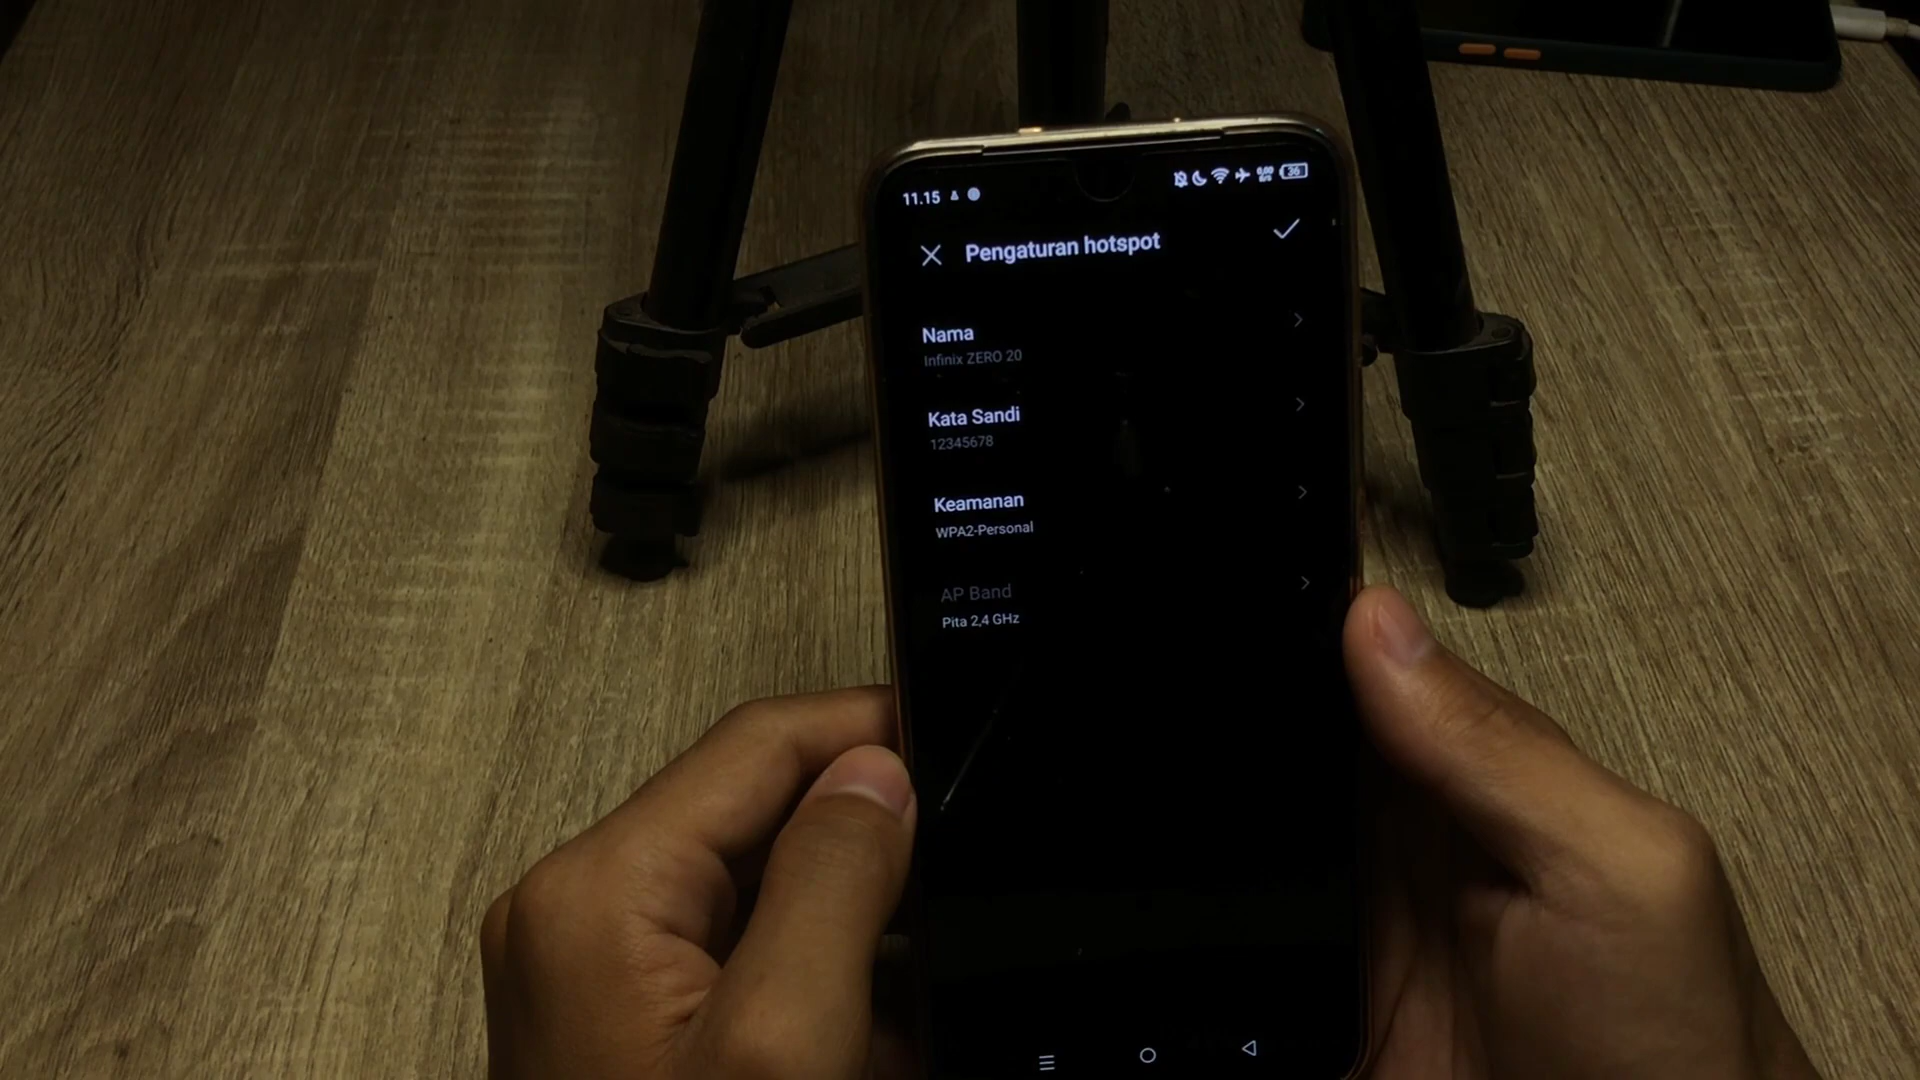 11.15
36
Pengaturan hotspot
Nama
Infinix ZERO 20
Kata Sandi
12345678
Keamanan
WPA2-Personal
AP Band
Pita 2,4 GHz